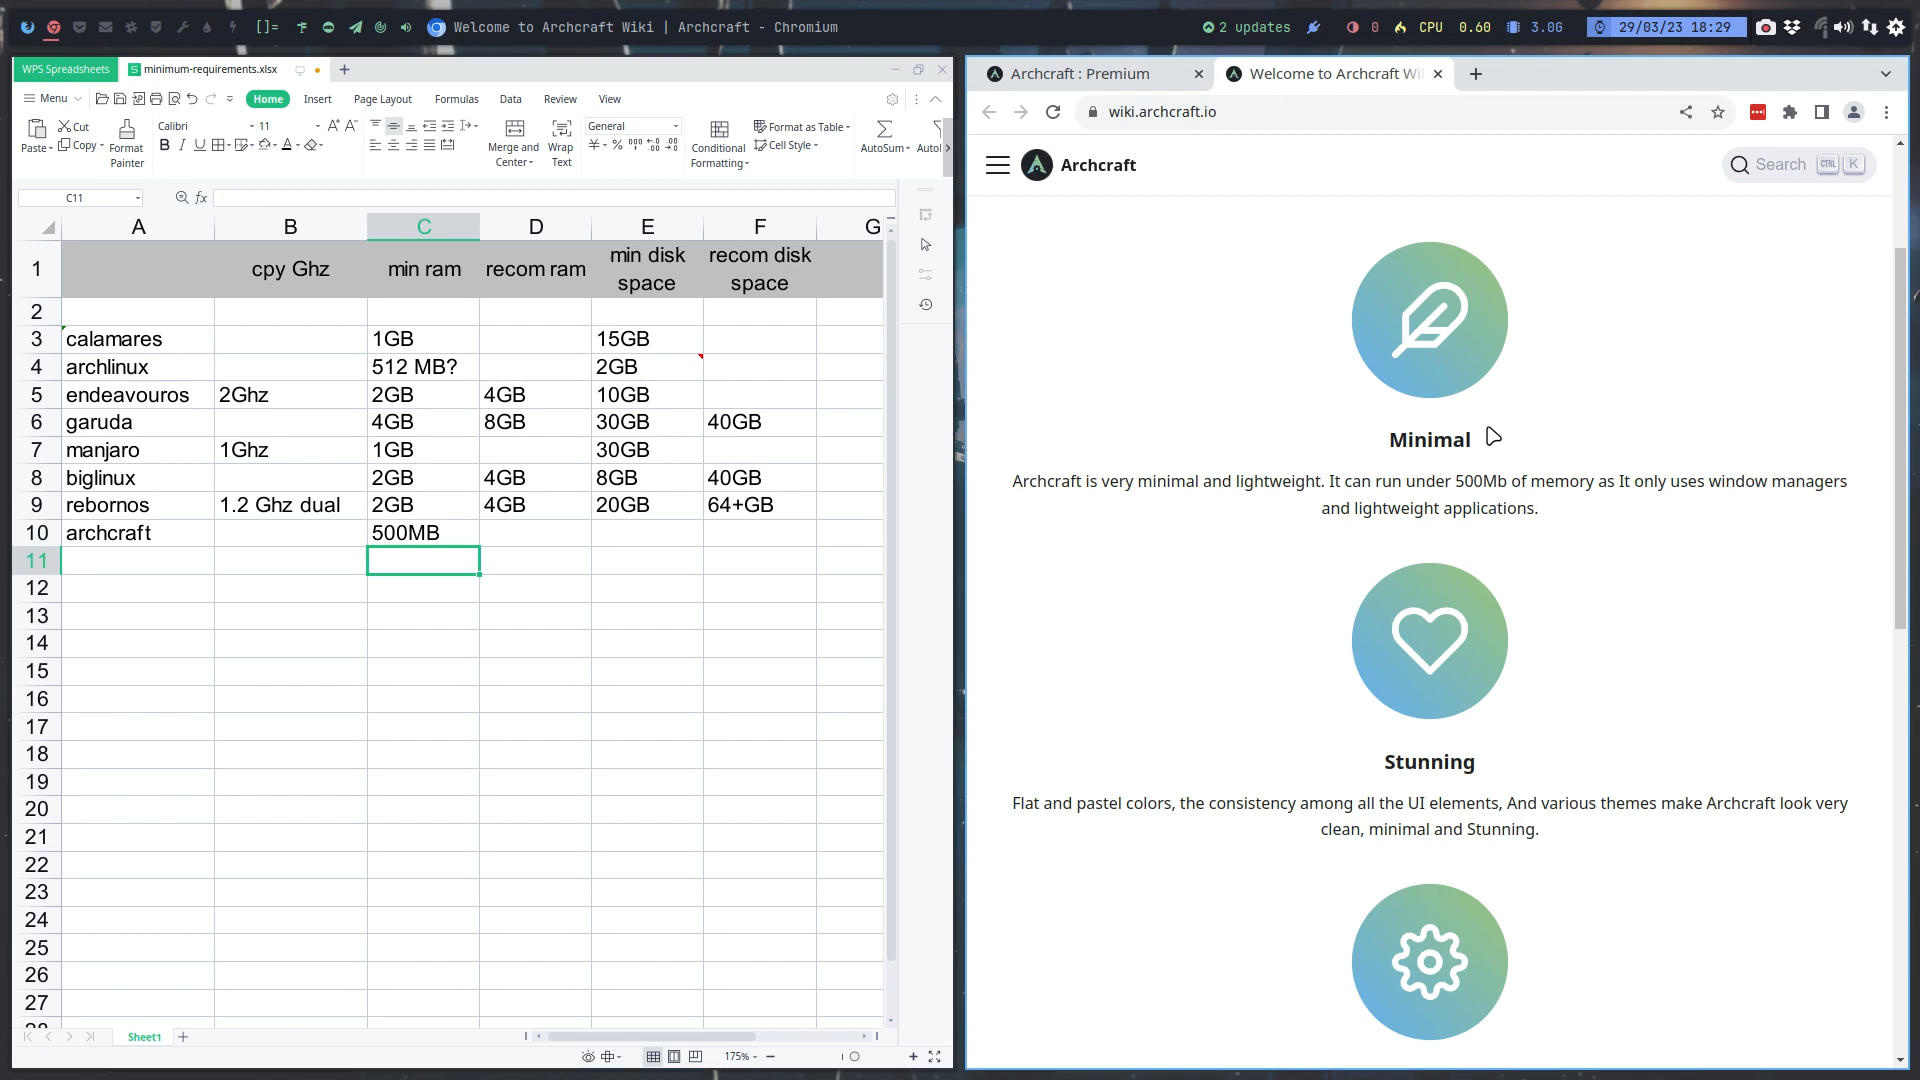 []=
Welcome to Archcraft Wiki | Archcraft - Chromium
2 updates
0
CPU 0.60
3.0G
29/03/23 18:29
WPS Spreadsheets
minimum-requirements.xlsx
Menu
Home
Insert
Page Layout
Formulas
Data
Review
View
Paste
Cut
Copy
Format
Painter
Calibri
11
B I U A
Merge and
Center
Wrap
Text
General
Conditional
Formatting
Format as Table
Cell Style
AutoSum
C11
fx
A B C D E F G
1 cpy Ghz min ram recom ram min disk space recom disk space
2
3 calamares 1GB 15GB
4 archlinux 512 MB? 2GB
5 endeavouros 2Ghz 2GB 4GB 10GB
6 garuda 4GB 8GB 30GB 40GB
7 manjaro 1Ghz 1GB 30GB
8 biglinux 2GB 4GB 8GB 40GB
9 rebornos 1.2 Ghz dual 2GB 4GB 20GB 64+GB
10 archcraft 500MB
11
12
13
14
15
16
17
18
19
20
21
22
23
24
25
26
27
Sheet1
175%
Archcraft : Premium
Welcome to Archcraft Wi
wiki.archcraft.io
Archcraft
Search CTRL K
Minimal
Archcraft is very minimal and lightweight. It can run under 500Mb of memory as It only uses window managers
and lightweight applications.
Stunning
Flat and pastel colors, the consistency among all the UI elements, And various themes make Archcraft look very
clean, minimal and Stunning.